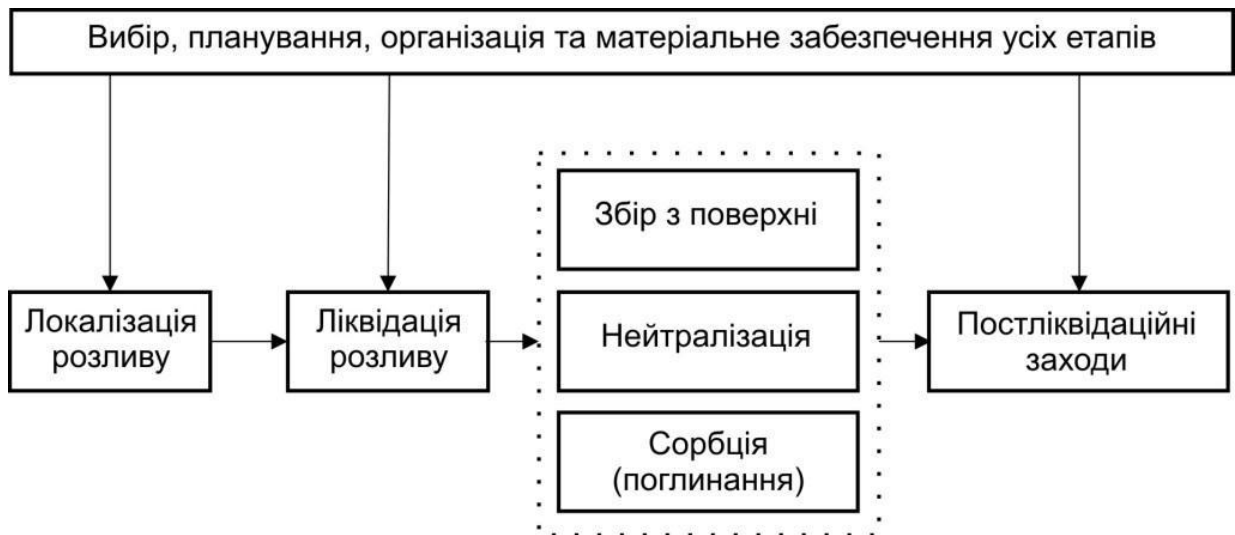 Вибір, планування, організація та матеріальне забезпечення усіх етапів
Збір з поверхні
Локалізація
розливу
Ліквідація
розливу
Нейтралізація
Постліквідаційні
заходи
Сорбція
(поглинання)